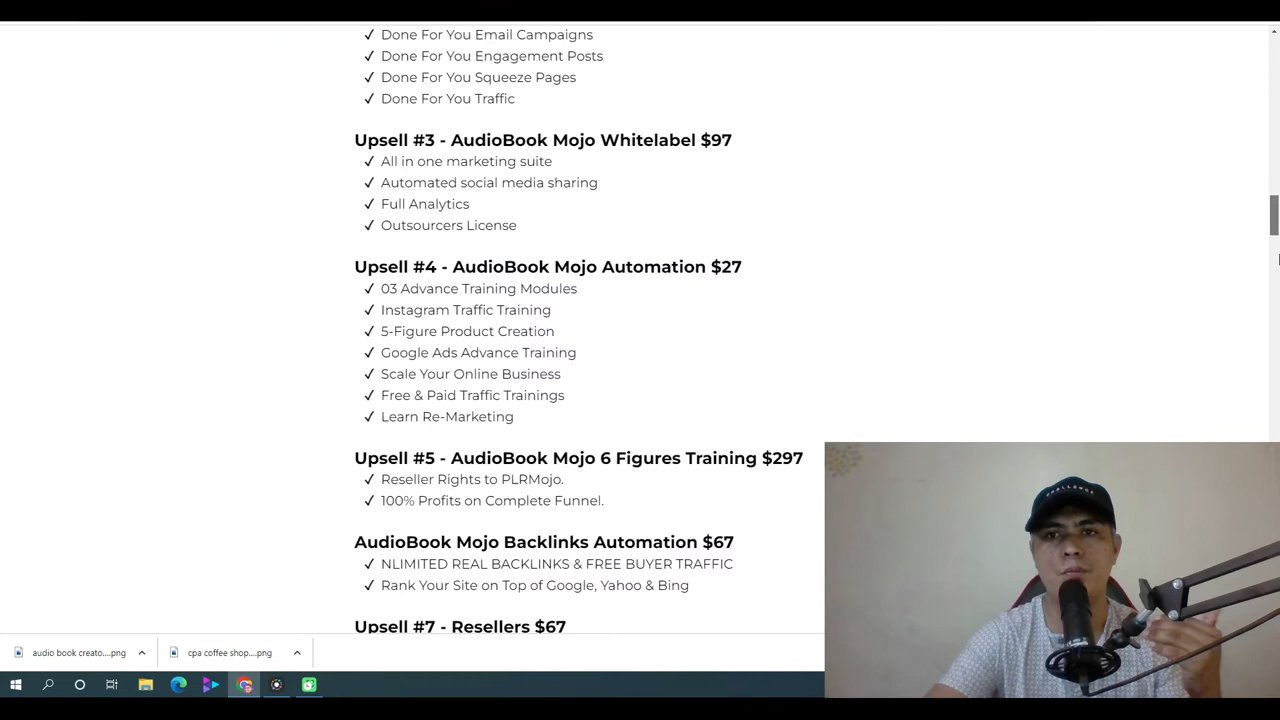 ✓ Done For You Email Campaigns
✓ Done For You Engagement Posts
✓ Done For You Squeeze Pages
✓ Done For You Traffic
Upsell #3 - AudioBook Mojo Whitelabel $97
✓ All in one marketing suite
✓ Automated social media sharing
✓ Full Analytics
✓ Outsourcers License
Upsell #4 - AudioBook Mojo Automation $27
✓ 03 Advance Training Modules
✓ Instagram Traffic Training
✓ 5-Figure Product Creation
✓ Google Ads Advance Training
✓ Scale Your Online Business
✓ Free & Paid Traffic Trainings
✓ Learn Re-Marketing
Upsell #5 - AudioBook Mojo 6 Figures Training $297
✓ Reseller Rights to PLRMojo.
✓ 100% Profits on Complete Funnel.
AudioBook Mojo Backlinks Automation $67
✓ NLIMITED REAL BACKLINKS & FREE BUYER TRAFFIC
✓ Rank Your Site on Top of Google, Yahoo & Bing
Upsell #7 - Resellers $67
audio book creato....png
cpa coffee shop....png